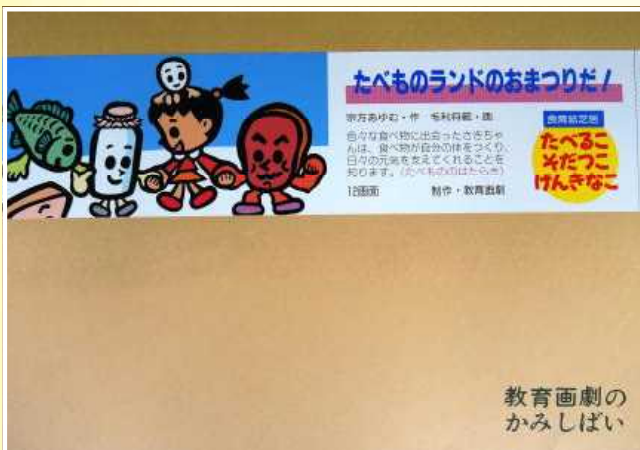 たべものランドのおまつりだ!
宗方あゆむ・作 毛利将範・画
色々な食べ物に出会ったさきちゃ
んは、食べ物が自分の体をつくり、
日々の元気を支えてくれることを
知ります。(たべもののはたらき)
12画面 制作・教育画劇
食育紙芝居
たべるこ
そだつこ
げんきなこ
教育画劇の
かみしばい